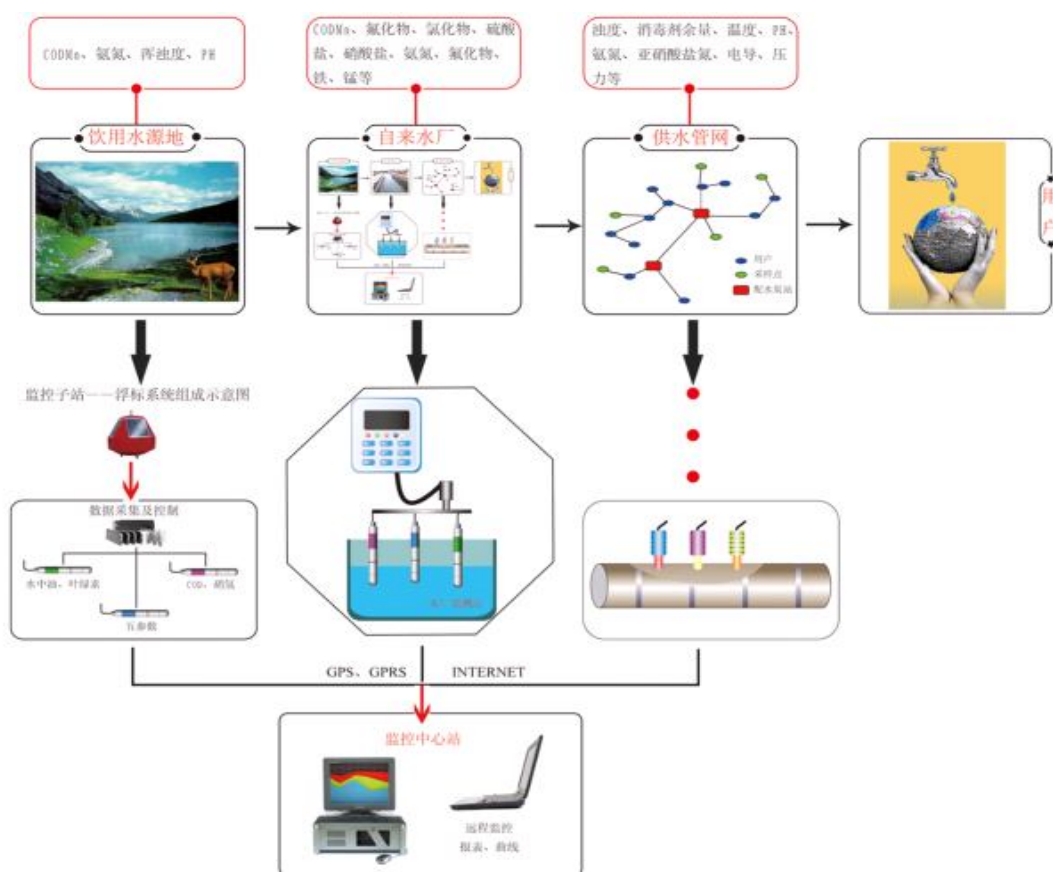 CODMn、氨氮、浑浊度、PH
CODMn、氟化物、氯化物、硫酸
盐、硝酸盐、氨氮、氟化物、
铁、锰等
浊度、消毒剂余量、温度、PH、
氨氮、亚硝酸盐氮、电导、压
力等
饮用水源地
自来水厂
供水管网
用户
用户
采样点
配水泵站
监控子站——浮标系统组成示意图
数据采集及控制
水中油、叶绿素
COD、硝氮
五参数
GPS、GPRS
INTERNET
监控中心站
远程监控
报表、曲线